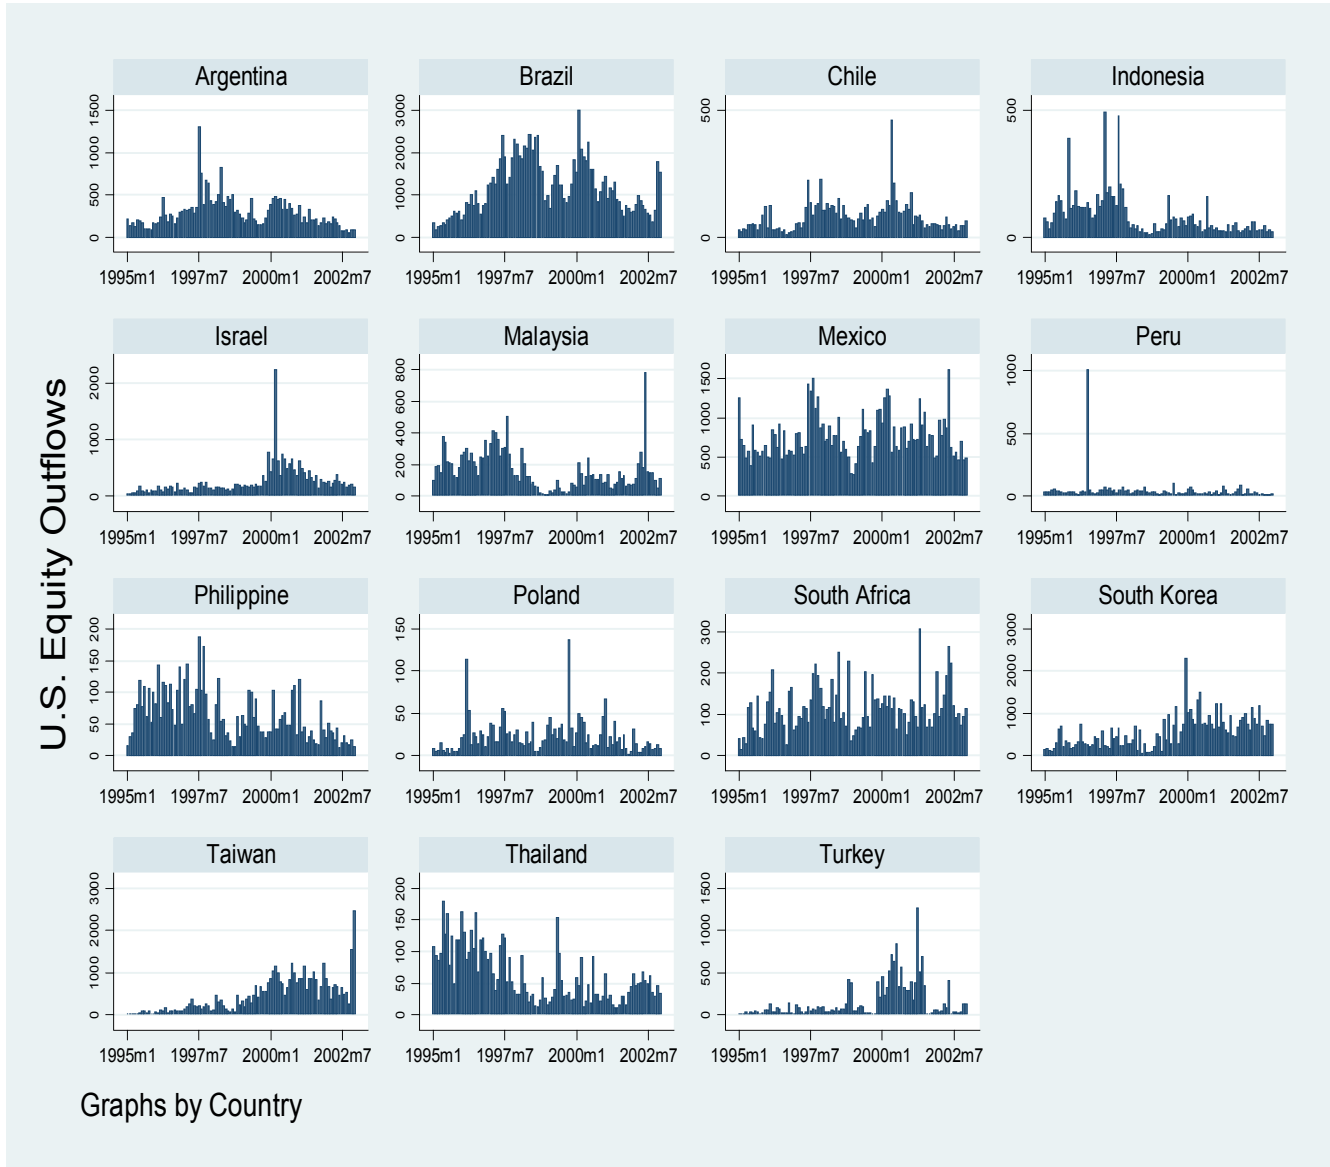 Argentina Brazil Chile Indonesia
1500 3000 500 500
1000 2000
500 1000
0 0 0 0
1995m1 1997m7 2000m1 2002m7 1995m1 1997m7 2000m1 2002m7 1995m1 1997m7 2000m1 2002m7 1995m1 1997m7 2000m1 2002m7
Israel Malaysia Mexico Peru
2000 800 1500 1000
1000 600 1000 500
400 500
200
0 0 0 0
1995m1 1997m7 2000m1 2002m7 1995m1 1997m7 2000m1 2002m7 1995m1 1997m7 2000m1 2002m7 1995m1 1997m7 2000m1 2002m7
U.S. Equity Outflows
Philippine Poland South Africa South Korea
200 150 300 3000
150 100 200 2000
100 50 100 1000
50
0 0 0 0
1995m1 1997m7 2000m1 2002m7 1995m1 1997m7 2000m1 2002m7 1995m1 1997m7 2000m1 2002m7 1995m1 1997m7 2000m1 2002m7
Taiwan Thailand Turkey
3000 200 1500
2000 150 1000
1000 100 500
50
0 0 0
1995m1 1997m7 2000m1 2002m7 1995m1 1997m7 2000m1 2002m7 1995m1 1997m7 2000m1 2002m7
Graphs by Country